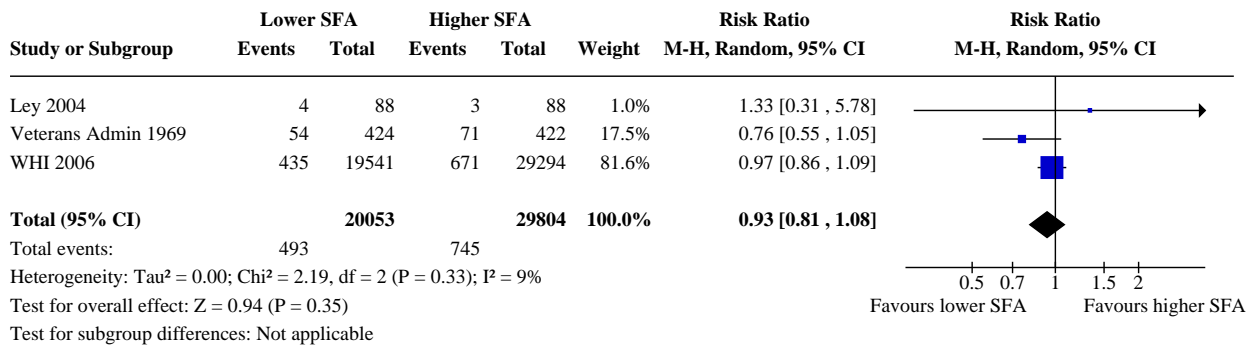 Lower SFA Higher SFA Risk Ratio Risk Ratio
Study or Subgroup Events Total Events Total Weight M-H, Random, 95% CI M-H, Random, 95% CI
Ley 2004 4 88 3 88 1.0% 1.33 [0.31 , 5.78]
Veterans Admin 1969 54 424 71 422 17.5% 0.76 [0.55 , 1.05]
WHI 2006 435 19541 671 29294 81.6% 0.97 [0.86 , 1.09]
Total (95% CI) 20053 29804 100.0% 0.93 [0.81 , 1.08]
Total events: 493 745
Heterogeneity: Tau² = 0.00; Chi² = 2.19, df = 2 (P = 0.33); I² = 9%
0.5 0.7 1 1.5 2
Test for overall effect: Z = 0.94 (P = 0.35)
Favours lower SFA Favours higher SFA
Test for subgroup differences: Not applicable